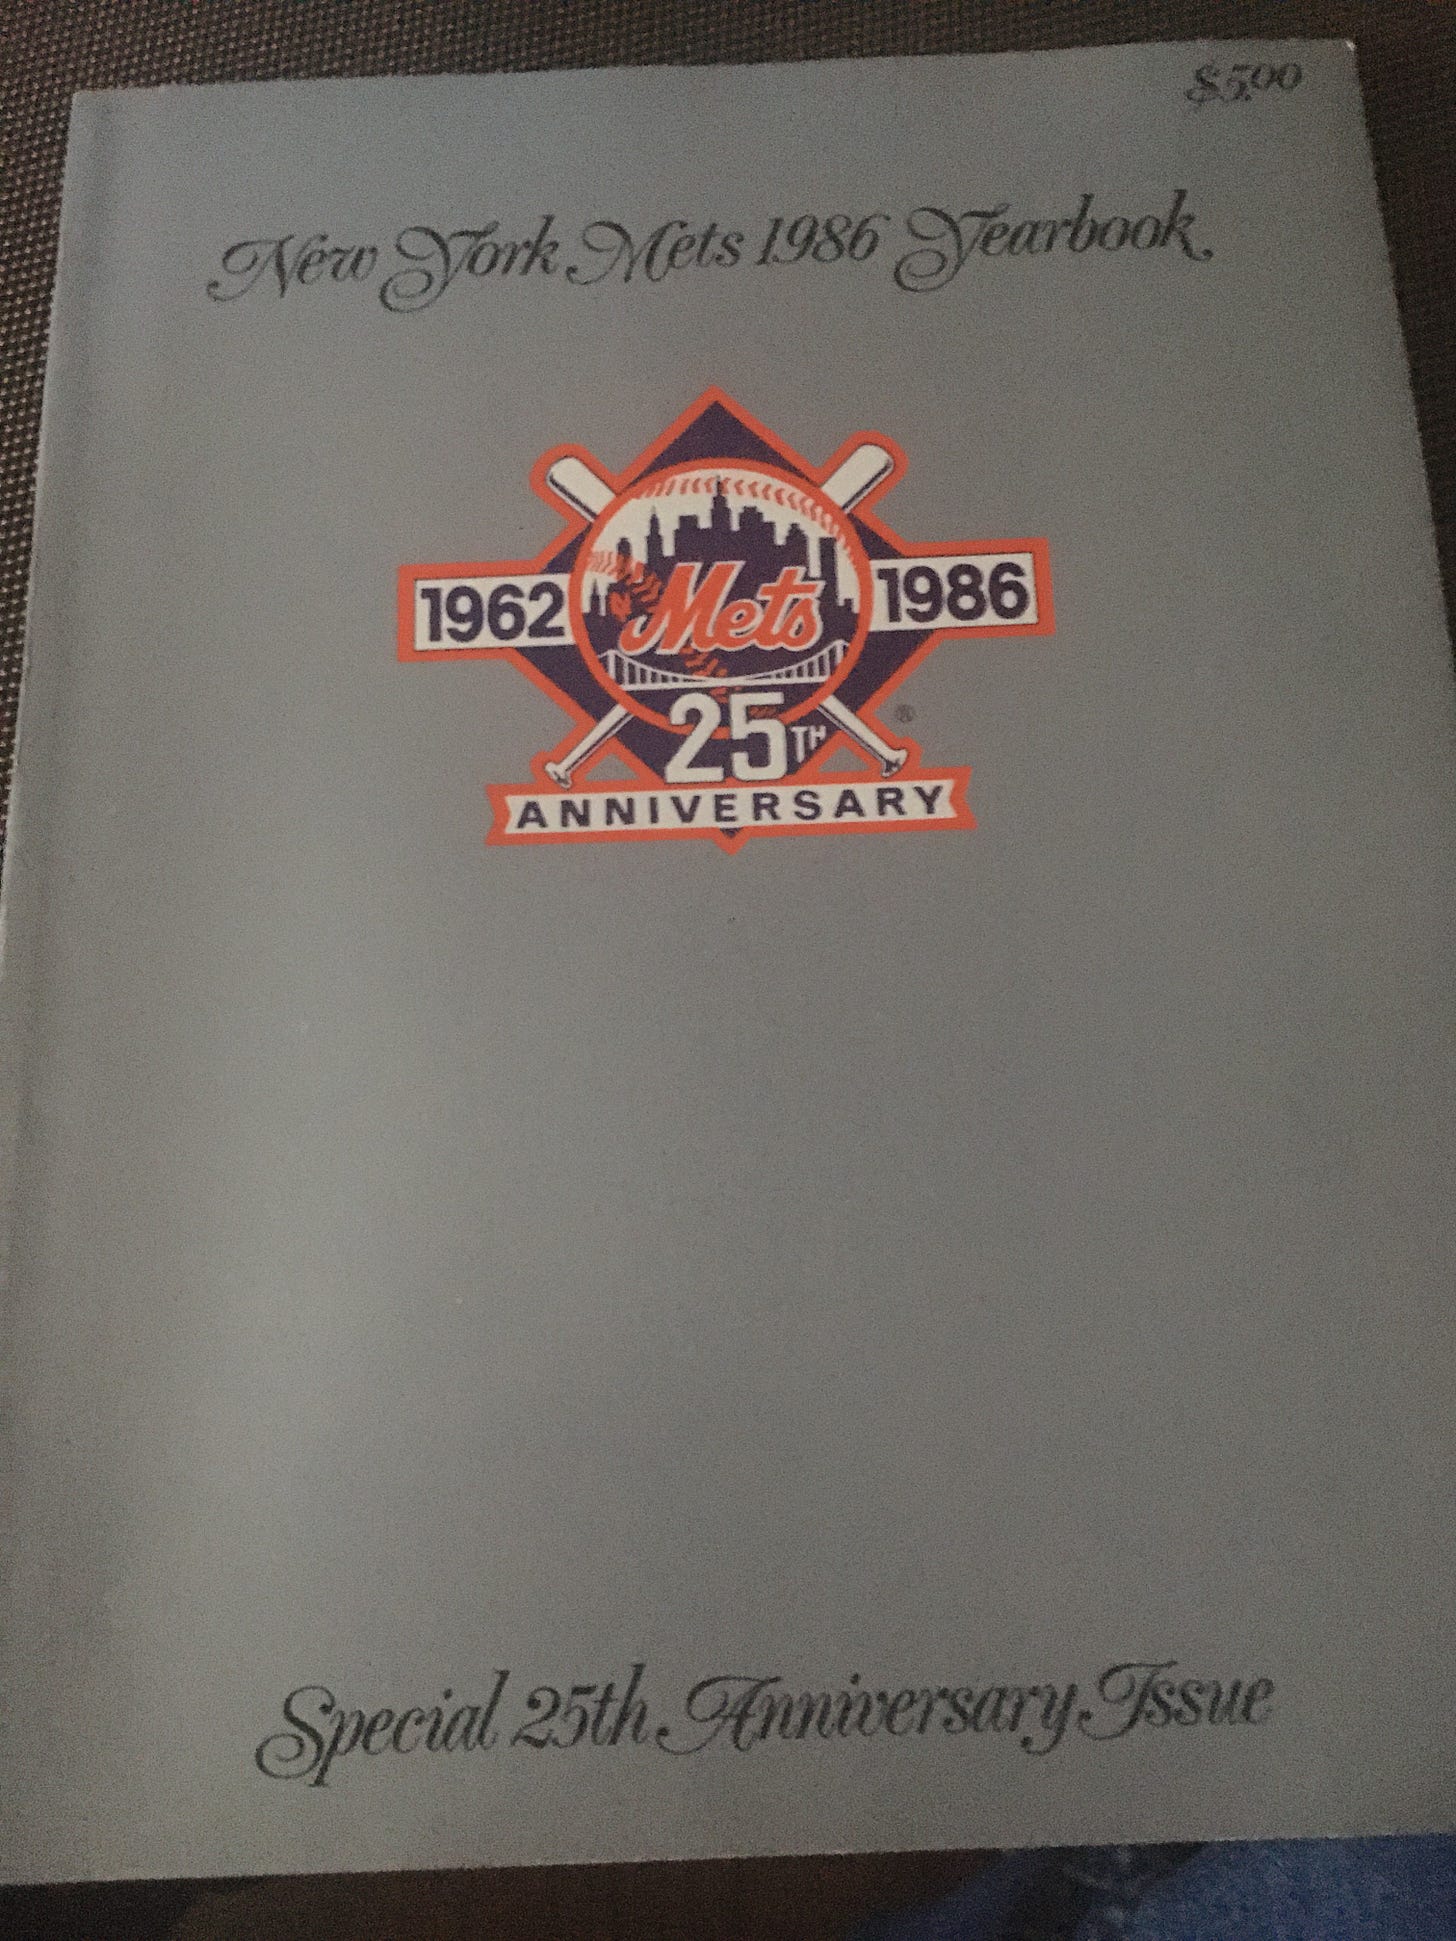 $5.00
New York Mets 1986 Yearbook
1962 Mets 1986
25TH
®
ANNIVERSARY
Special 25th Anniversary Issue